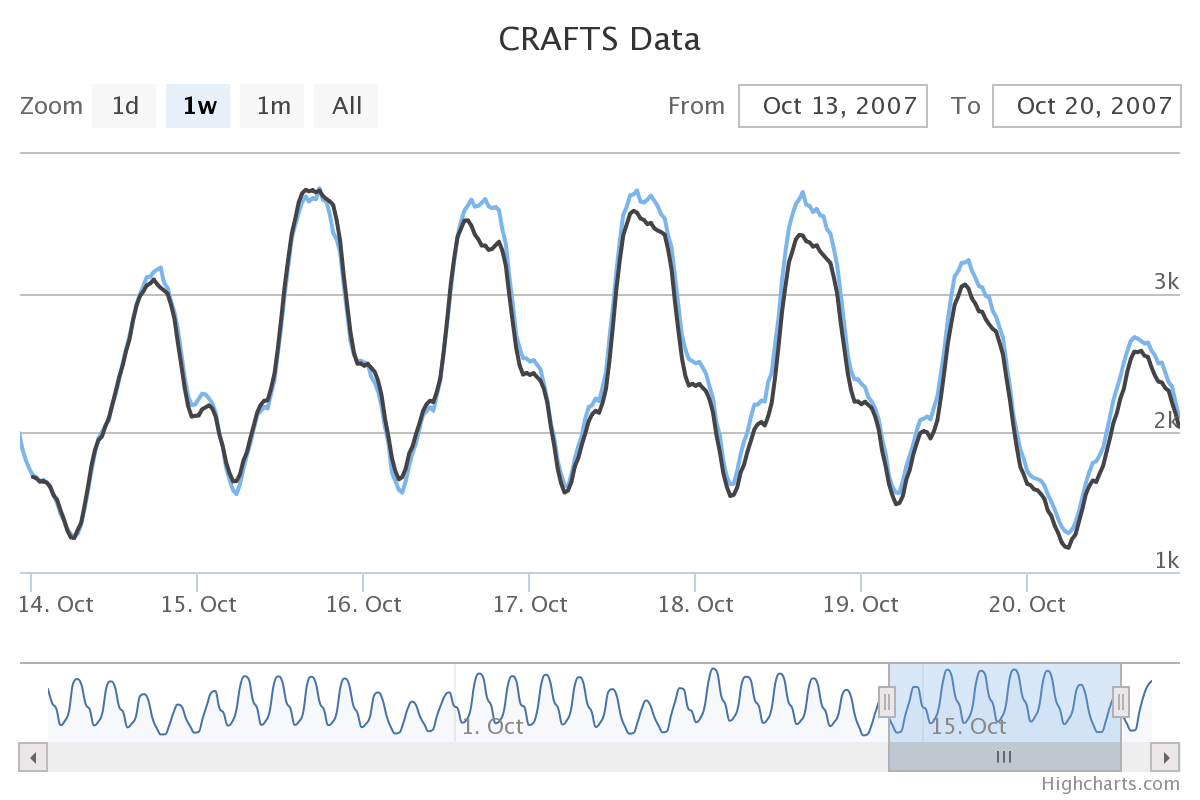 CRAFTS Data
Zoom 1d 1w 1m All From Oct 13, 2007 To Oct 20, 2007
3k
2k
1k
14. Oct 15. Oct 16. Oct 17. Oct 18. Oct 19. Oct 20. Oct
1. Oct 15. Oct
Highcharts.com